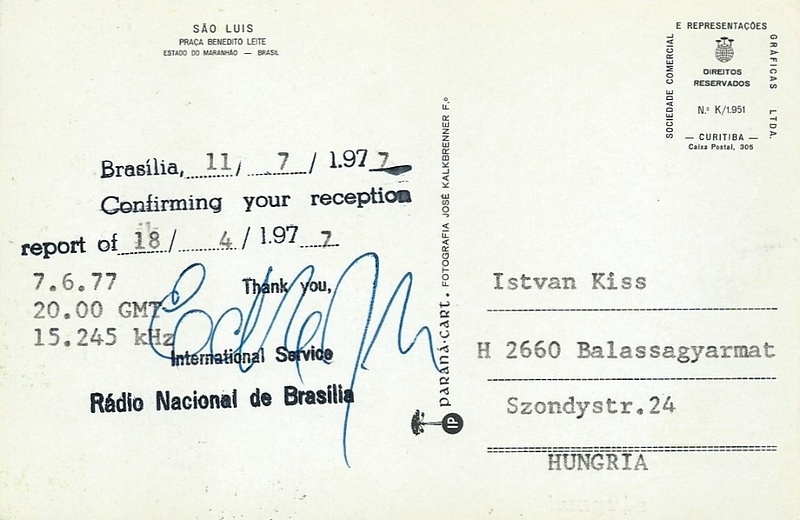 SÃO LUIS
PRAÇA BENEDITO LEITE
ESTADO DO MARANHÃO — BRASIL
Brasília, 11 / 7 / 1.977
Confirming your reception
report of 18 / 4 / 1.977
7.6.77
20.00 GMT
15.245 kHz
Thank you,
International Service
Rádio Nacional de Brasília
PARANÁ-CART. FOTOGRAFIA JOSÉ KALKBRENNER F.º
IP
SOCIEDADE COMERCIAL
E REPRESENTAÇÕES
GRÁFICAS LTDA.
DIREITOS
RESERVADOS
N.º K/1.951
— CURITIBA —
Caixa Postal, 305
Istvan Kiss
H 2660 Balassagyarmat
Szondystr.24
HUNGRIA